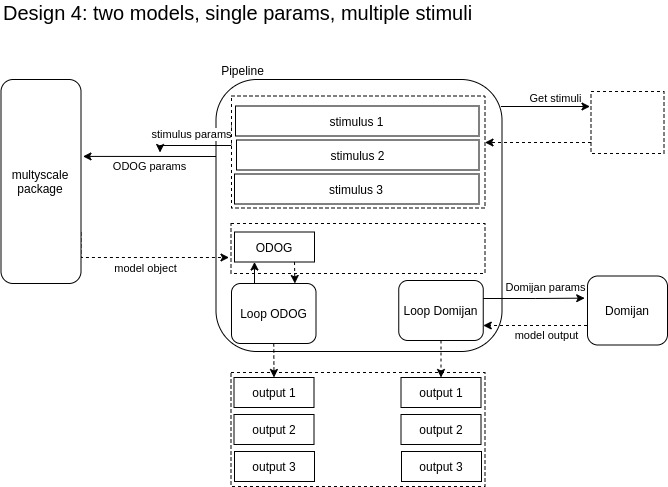 Design 4: two models, single params, multiple stimuli
Pipeline
Get stimuli
stimulus 1
stimulus params
stimulus 2
ODOG params
multyscale
package
stimulus 3
ODOG
model object
Domijan params
Loop ODOG
Loop Domijan
Domijan
model output
output 1
output 1
output 2
output 2
output 3
output 3